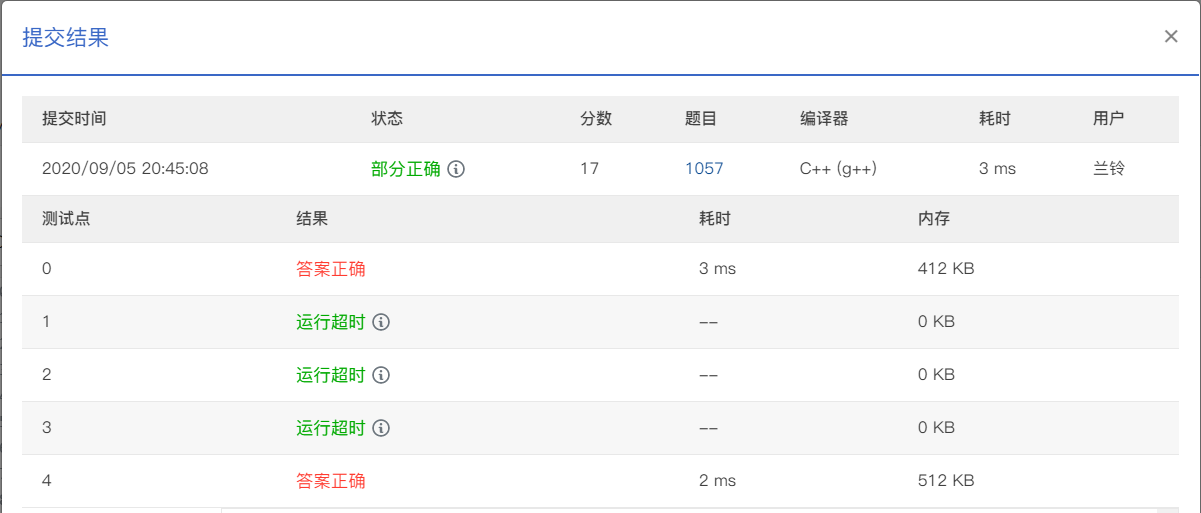 提交结果 ×
提交时间 状态 分数 题目 编译器 耗时 用户
2020/09/05 20:45:08 部分正确 17 1057 C++ (g++) 3 ms 兰铃
测试点 结果 耗时 内存
0 答案正确 3 ms 412 KB
1 运行超时 -- 0 KB
2 运行超时 -- 0 KB
3 运行超时 -- 0 KB
4 答案正确 2 ms 512 KB